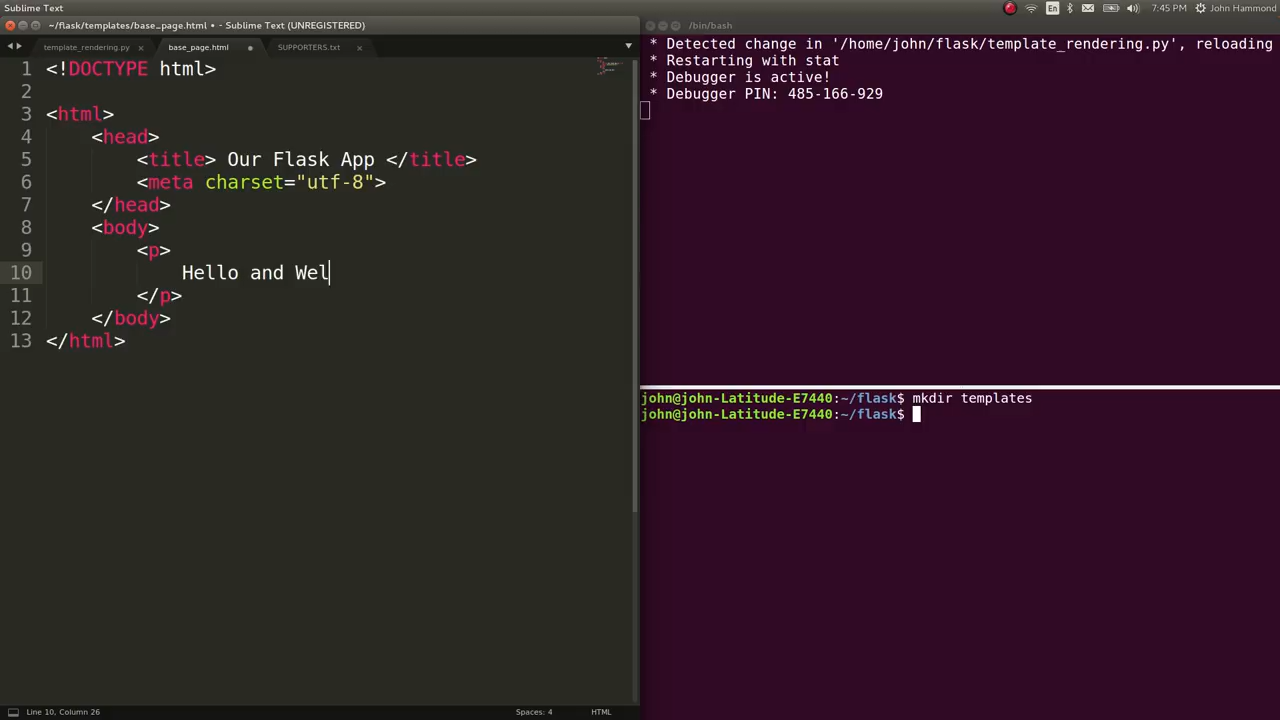 Sublime Text
En
7:45 PM
John Hammond
~/flask/templates/base_page.html • - Sublime Text (UNREGISTERED)
template_rendering.py
base_page.html
SUPPORTERS.txt
1 <!DOCTYPE html>
2
3 <html>
4 <head>
5 <title> Our Flask App </title>
6 <meta charset="utf-8">
7 </head>
8 <body>
9 <p>
10 Hello and Wel
11 </p>
12 </body>
13 </html>
Line 10, Column 26
Spaces: 4
HTML
/bin/bash
* Detected change in '/home/john/flask/template_rendering.py', reloading
* Restarting with stat
* Debugger is active!
* Debugger PIN: 485-166-929
john@john-Latitude-E7440:~/flask$ mkdir templates
john@john-Latitude-E7440:~/flask$